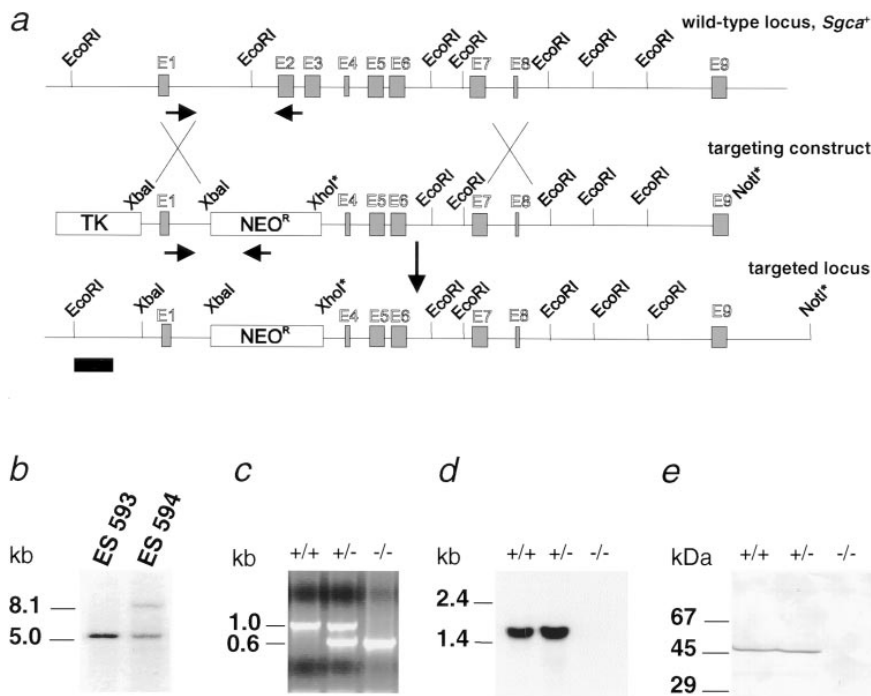 a
wild-type locus, Sgca+
EcoRI EcoRI EcoRI EcoRI EcoRI EcoRI EcoRI
E1 E2 E3 E4 E5 E6 E7 E8 E9
targeting construct
XbaI XbaI XhoI* EcoRI EcoRI EcoRI EcoRI EcoRI NotI*
TK E1 NEOR E4 E5 E6 E7 E8 E9
targeted locus
EcoRI XbaI XbaI XhoI* EcoRI EcoRI EcoRI EcoRI EcoRI NotI*
E1 NEOR E4 E5 E6 E7 E8 E9
b
ES 593
ES 594
kb
8.1
5.0
c
kb +/+ +/- -/-
1.0
0.6
d
kb +/+ +/- -/-
2.4
1.4
e
kDa +/+ +/- -/-
67
45
29